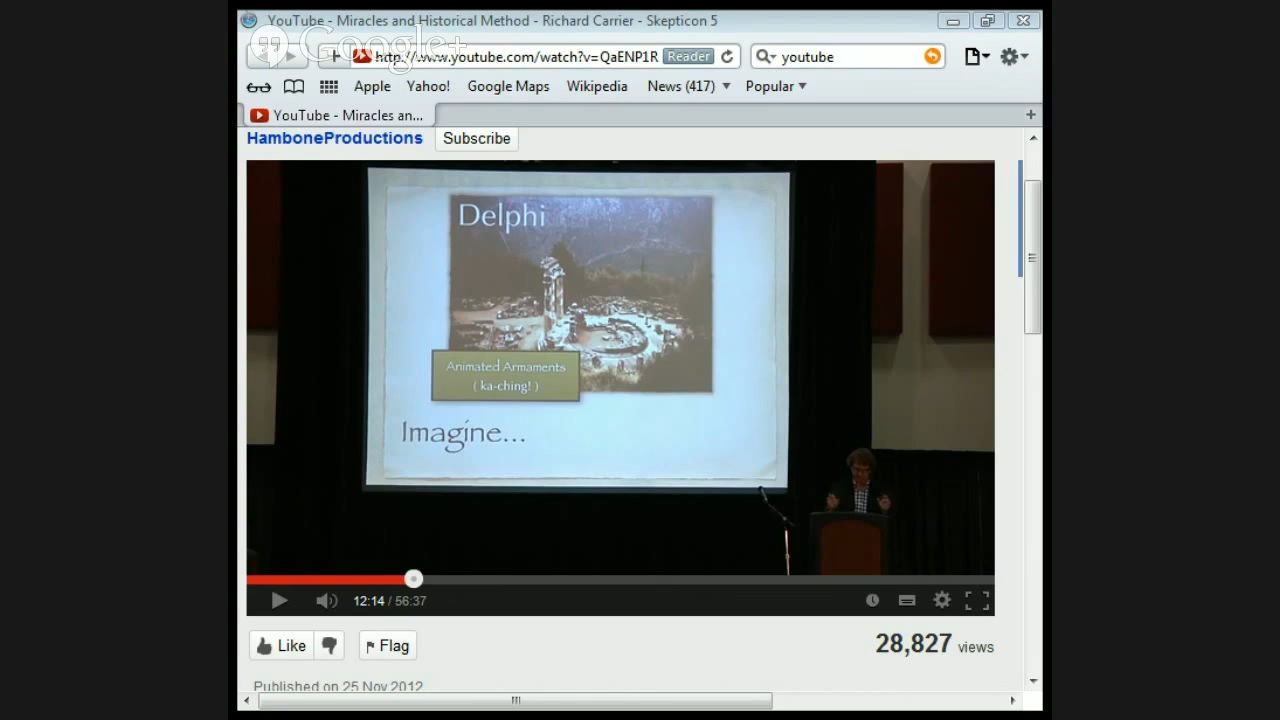 YouTube - Miracles and Historical Method - Richard Carrier - Skepticon 5
Google+
http://www.youtube.com/watch?v=QaENP1R
Reader
youtube
Apple
Yahoo!
Google Maps
Wikipedia
News (417)
Popular
YouTube - Miracles an...
HamboneProductions
Subscribe
Delphi
Animated Armaments
( ka-ching! )
Imagine...
12:14 / 56:37
Like
Flag
28,827 views
Published on 25 Nov 2012